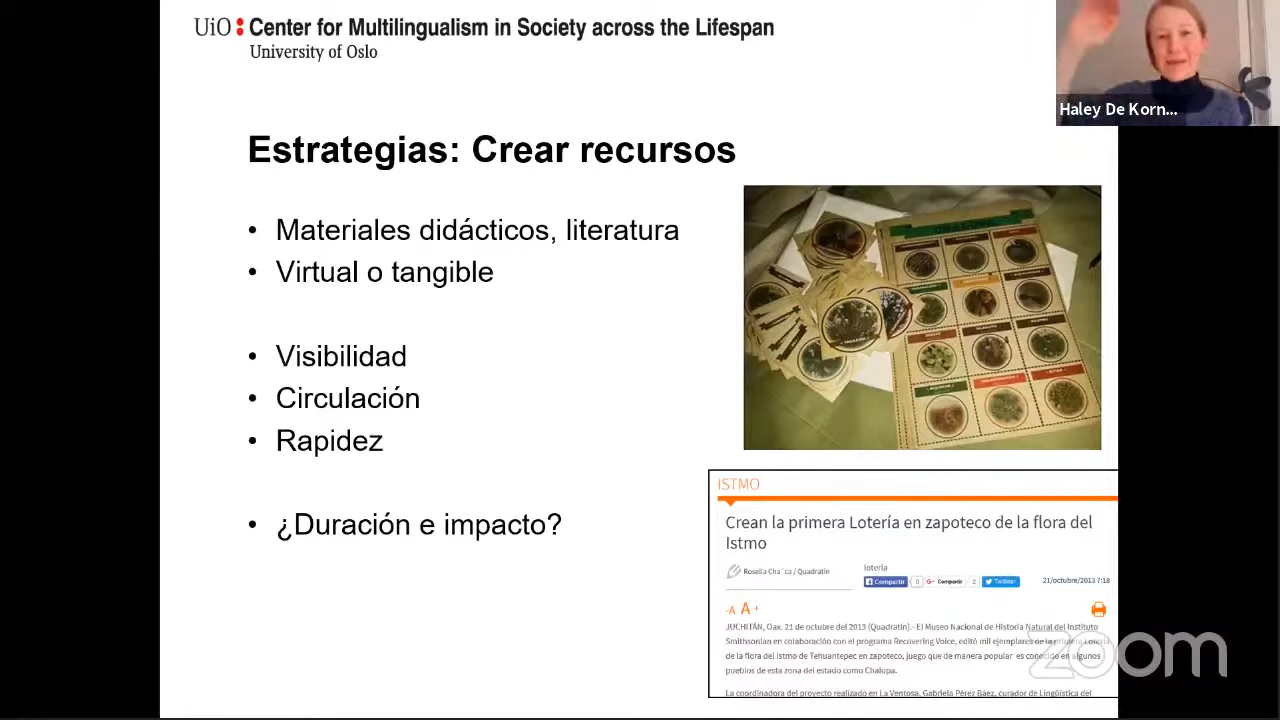 UiO : Center for Multilingualism in Society across the Lifespan
University of Oslo
Haley De Korn...
Estrategias: Crear recursos
• Materiales didácticos, literatura
• Virtual o tangible
• Visibilidad
• Circulación
• Rapidez
• ¿Duración e impacto?
ISTMO
Crean la primera Lotería en zapoteco de la flora del
Istmo
lotería
/ Quadratín
Compartir 0 G+ Compartir 2 Twittear
21/octubre/2013 7:18
-A A +
JUCHITÁN, Oax. 21 de octubre del 2013 (Quadratín).- El Museo Nacional de Historia Natural del Instituto
Smithsonian en colaboración con el programa Recovering Voice, editó mil ejemplares de la primera Lotería
de la flora del Istmo de Tehuantepec en zapoteco, juego que de manera popular es conocido en algunos
pueblos de esta zona del estado como Chalupa.
La coordinadora del proyecto realizado en La Ventosa, Gabriela Pérez Báez, curador de Lingüística del
zoom